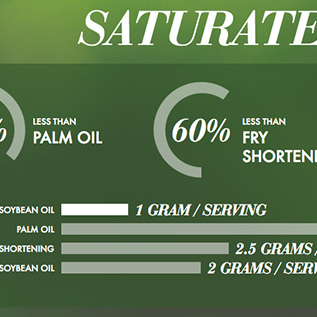 SATURATE
%
LESS THAN
PALM OIL
60%
LESS THAN
FRY
SHORTENI
SOYBEAN OIL
1 GRAM / SERVING
PALM OIL
SHORTENING
2.5 GRAMS /
SOYBEAN OIL
2 GRAMS / SERV